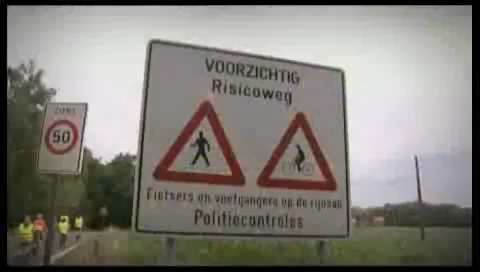 VOORZICHTIG
Risicoweg
Fietsers en voetgangers op de rijbaan
Politiecontroles
ZONE
50